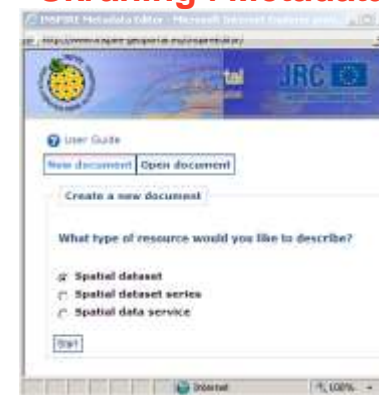 INSPIRE Metadata Editor - Microsoft Internet Explorer
JRC
User Guide
New document Open document
Create a new document
What type of resource would you like to describe?
Spatial dataset
Spatial dataset series
Spatial data service
Start
Internet 100%